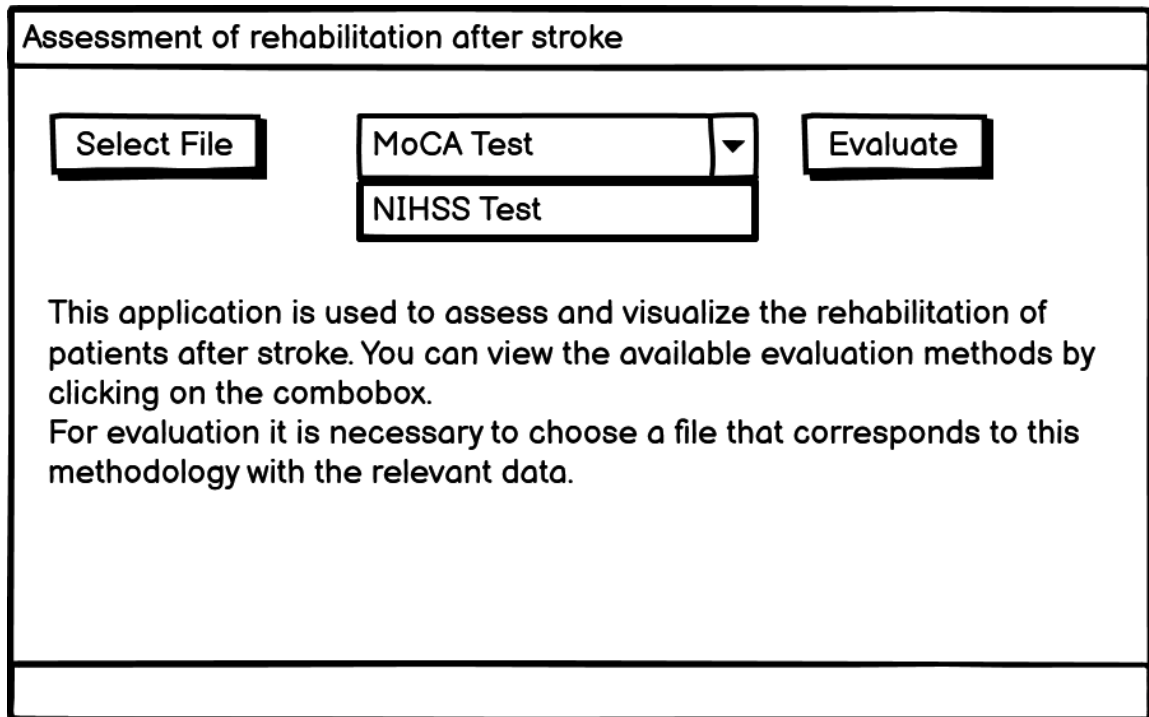 Assessment of rehabilitation after stroke
Select File
MoCA Test
Evaluate
NIHSS Test
This application is used to assess and visualize the rehabilitation of
patients after stroke. You can view the available evaluation methods by
clicking on the combobox.
For evaluation it is necessary to choose a file that corresponds to this
methodology with the relevant data.